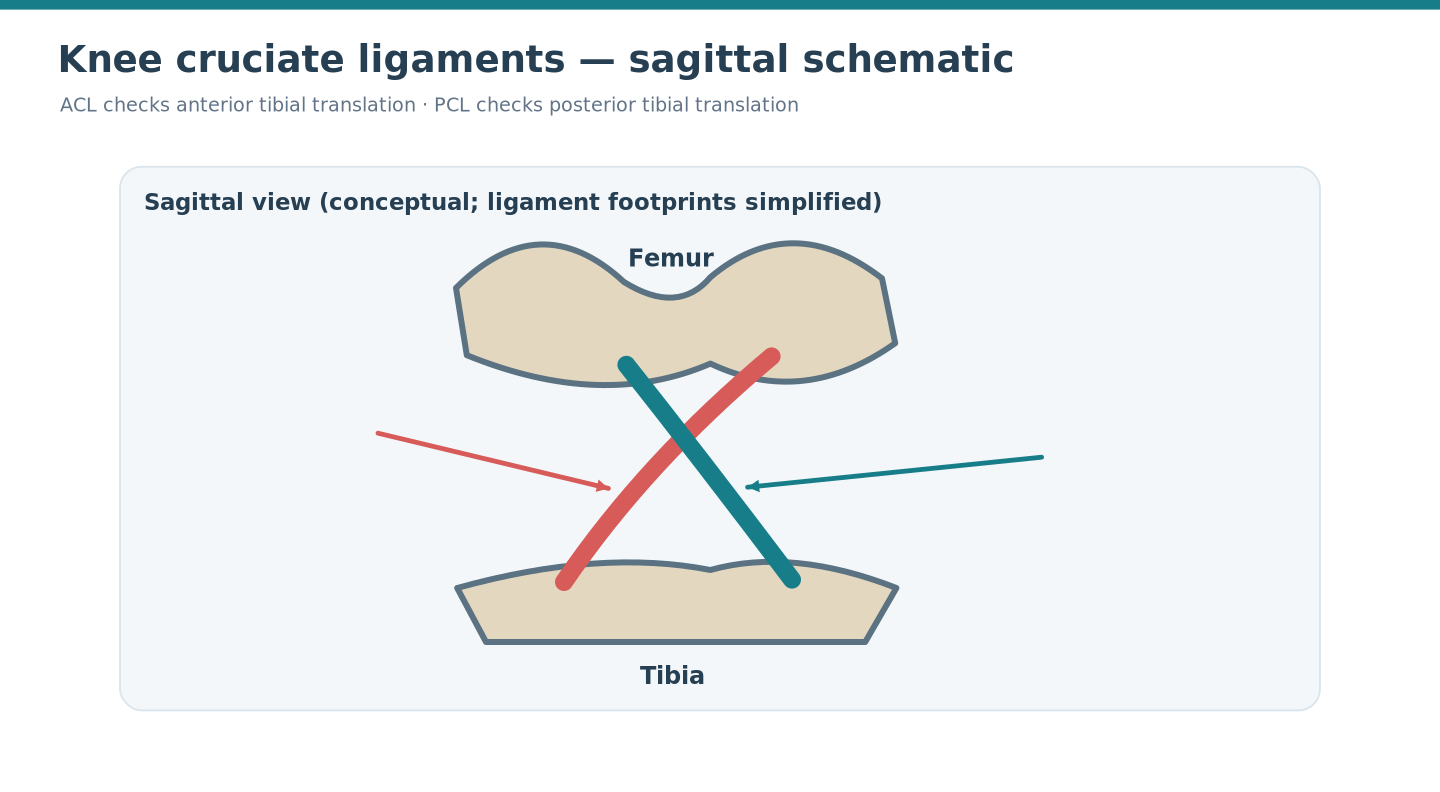 Knee cruciate ligaments — sagittal schematic
ACL checks anterior tibial translation · PCL checks posterior tibial translation
Sagittal view (conceptual; ligament footprints simplified)
Femur
Tibia